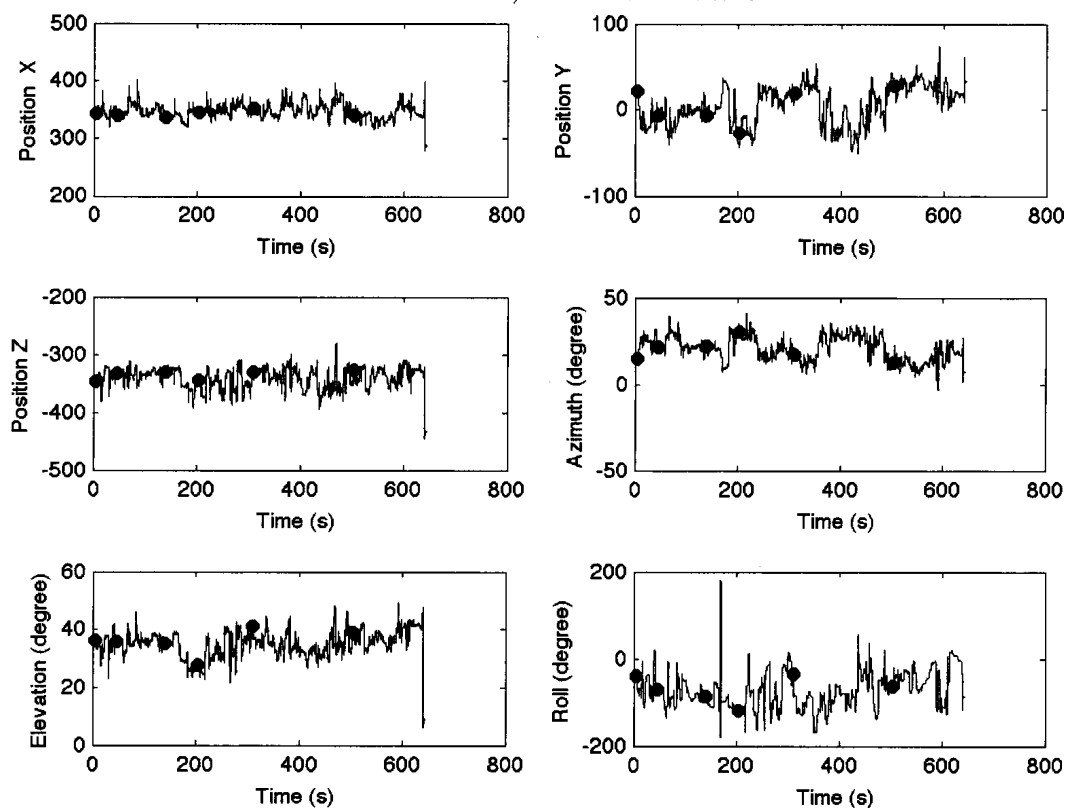 500
400
300
200
Position X
0 200 400 600 800
Time (s)
100
0
-100
Position Y
0 200 400 600 800
Time (s)
-200
-300
-400
-500
Position Z
0 200 400 600 800
Time (s)
50
0
-50
Azimuth (degree)
0 200 400 600 800
Time (s)
60
40
20
0
Elevation (degree)
0 200 400 600 800
Time (s)
200
0
-200
Roll (degree)
0 200 400 600 800
Time (s)